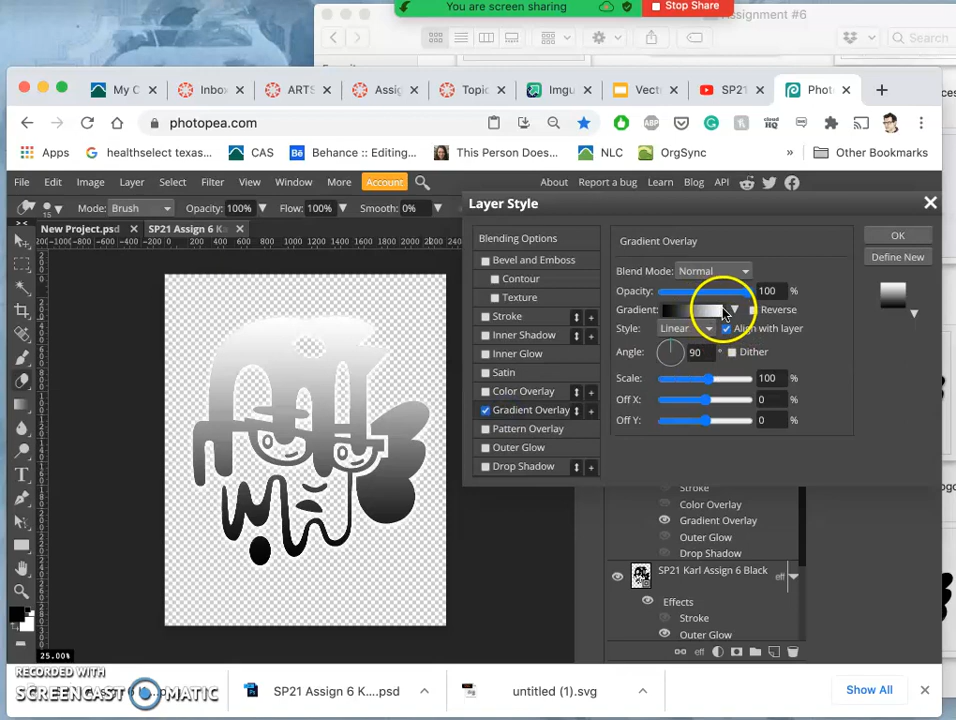 You are screen sharing Stop Share
Assignment #6
Search
My C Inbox ARTS Assig Topic Imgu Vect SP21 Phot
photopea.com
Apps healthselect texas... CAS Behance :: Editing... This Person Does... NLC OrgSync » Other Bookmarks
File Edit Image Layer Select Filter View Window More Account About Report a bug Learn Blog API
15 Mode: Brush Opacity: 100% Flow: 100% Smooth: 0%
New Project.psd SP21 Assign 6 K
Layer Style
Blending Options
Bevel and Emboss
Contour
Texture
Stroke
Inner Shadow
Inner Glow
Satin
Color Overlay
Gradient Overlay
Pattern Overlay
Outer Glow
Drop Shadow
Gradient Overlay
Blend Mode: Normal
Opacity: 100 %
Gradient: Reverse
Style: Linear Align with layer
Angle: 90 ° Dither
Scale: 100 %
Off X: 0 %
Off Y: 0 %
OK
Define New
Stroke
Color Overlay
Gradient Overlay
Outer Glow
Drop Shadow
SP21 Karl Assign 6 Black eff
Effects
Stroke
Outer Glow
eff
25.00%
RECORDED WITH
SCREENCAST MATIC
SP21 Assign 6 K....psd untitled (1).svg Show All